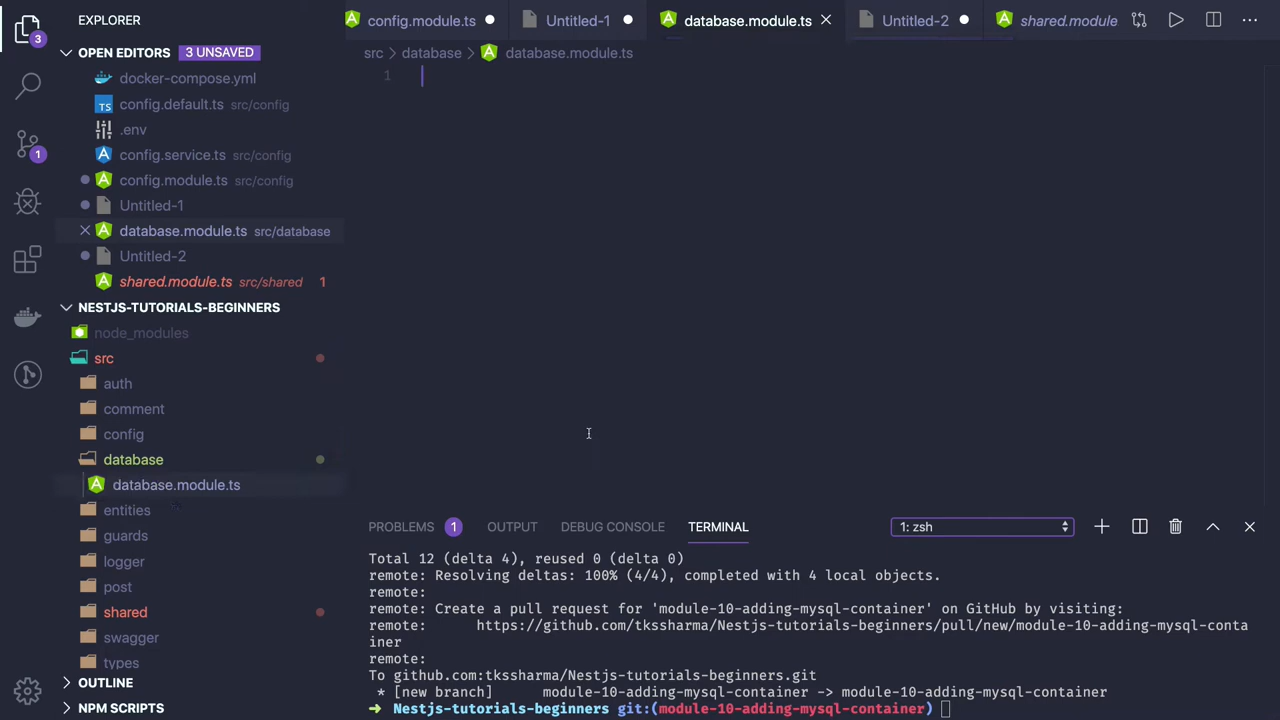 EXPLORER
config.module.ts
Untitled-1
database.module.ts
Untitled-2
shared.module.ts
3
OPEN EDITORS 3 UNSAVED
src > database > database.module.ts
docker-compose.yml
1
TS config.default.ts src/config
.env
config.service.ts src/config
1
config.module.ts src/config
Untitled-1
database.module.ts src/database
Untitled-2
shared.module.ts src/shared 1
NESTJS-TUTORIALS-BEGINNERS
node_modules
src
auth
comment
config
database
database.module.ts
entities
guards
logger
post
shared
swagger
types
OUTLINE
NPM SCRIPTS
PROBLEMS 1 OUTPUT DEBUG CONSOLE TERMINAL 1: zsh
Total 12 (delta 4), reused 0 (delta 0)
remote: Resolving deltas: 100% (4/4), completed with 4 local objects.
remote:
remote: Create a pull request for 'module-10-adding-mysql-container' on GitHub by visiting:
remote:      https://github.com/tkssharma/Nestjs-tutorials-beginners/pull/new/module-10-adding-mysql-conta
iner
remote:
To github.com:tkssharma/Nestjs-tutorials-beginners.git
* [new branch]      module-10-adding-mysql-container -> module-10-adding-mysql-container
➜ Nestjs-tutorials-beginners git:(module-10-adding-mysql-container)